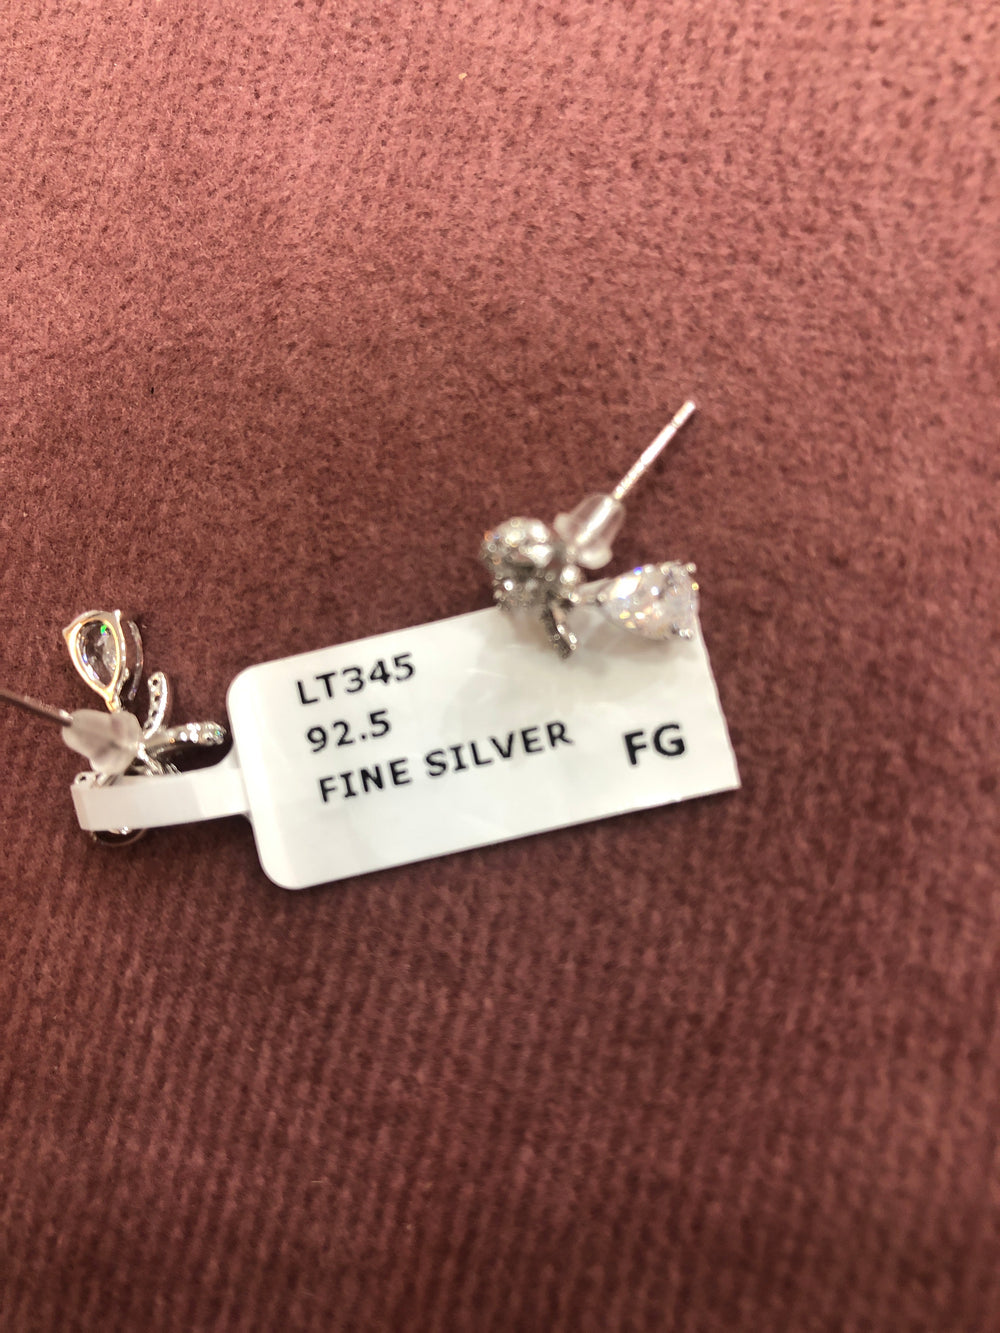 LT345
92.5
FINE SILVER
FG